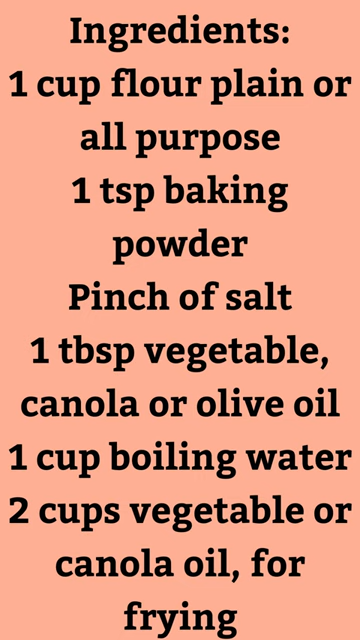 Ingredients:
1 cup flour plain or
all purpose
1 tsp baking
powder
Pinch of salt
1 tbsp vegetable,
canola or olive oil
1 cup boiling water
2 cups vegetable or
canola oil, for
frying